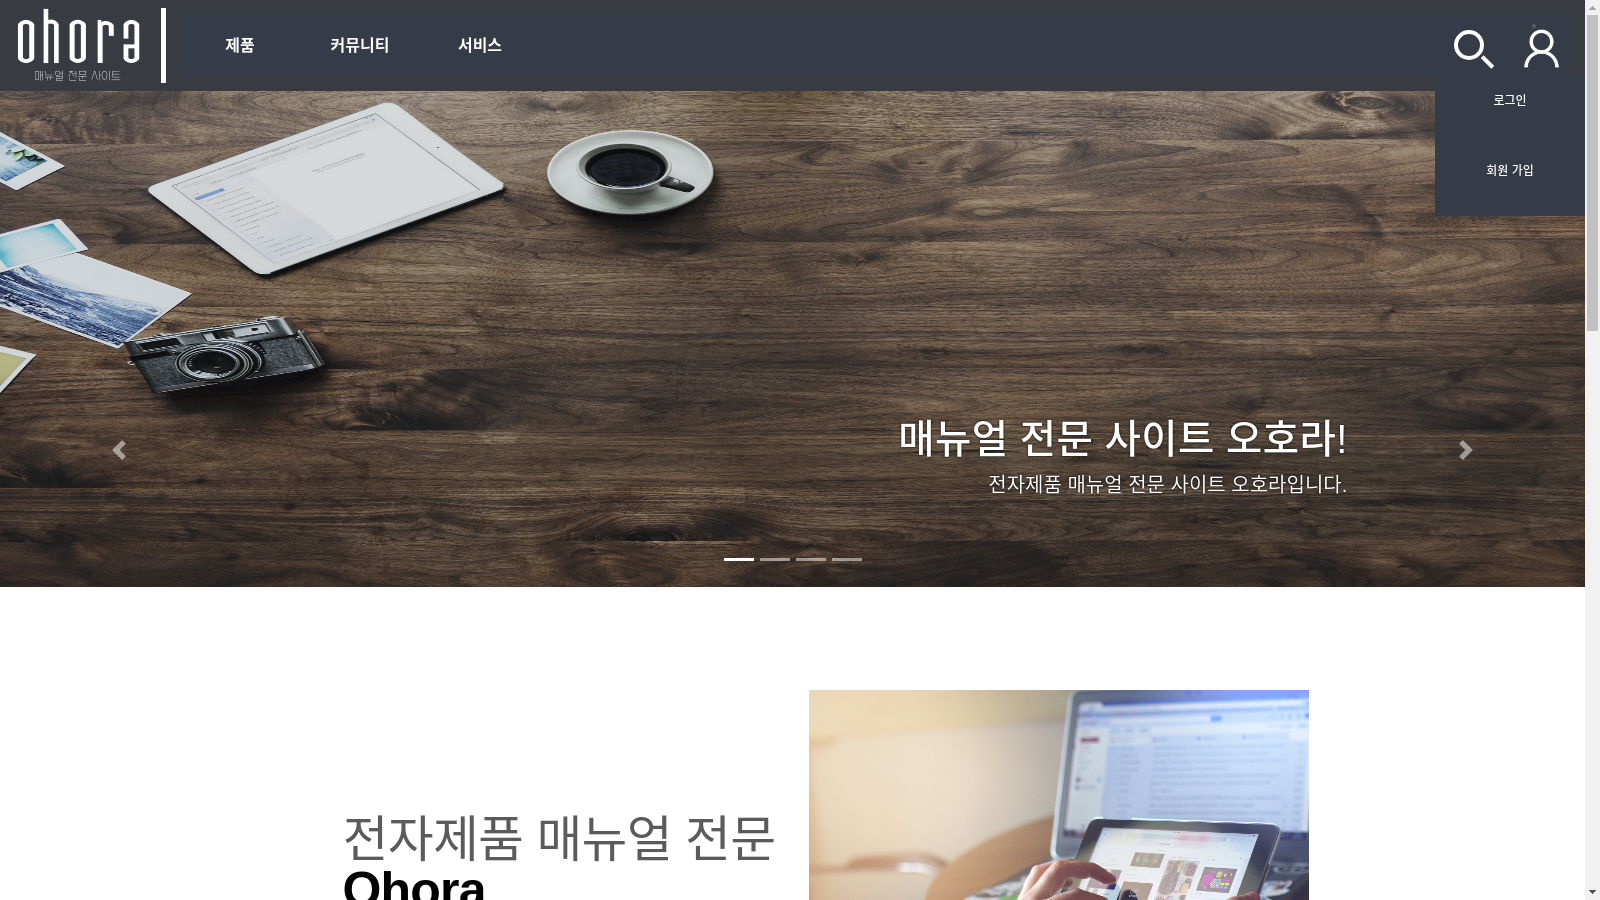 ohora
매뉴얼 전문 사이트
제품
커뮤니티
서비스
로그인
회원 가입
매뉴얼 전문 사이트 오호라!
전자제품 매뉴얼 전문 사이트 오호라입니다.
전자제품 매뉴얼 전문
Ohora